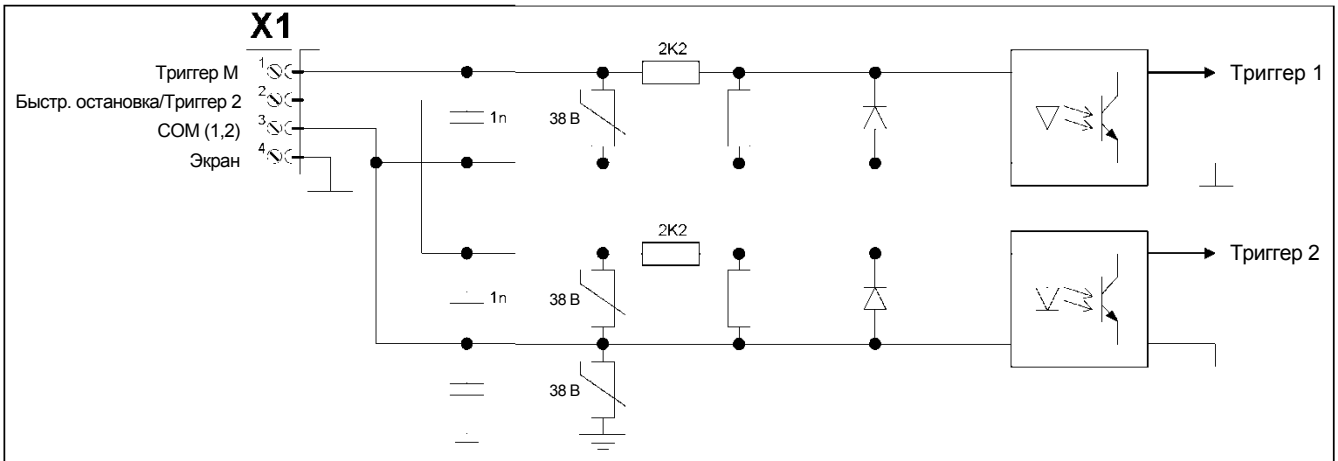 X1
2K2
1
Триггер М
Триггер 1
2
Быстр. остановка/Триггер 2
1n
38 В
3
COM (1,2)
4
Экран
2K2
Триггер 2
1n
38 В
38 В